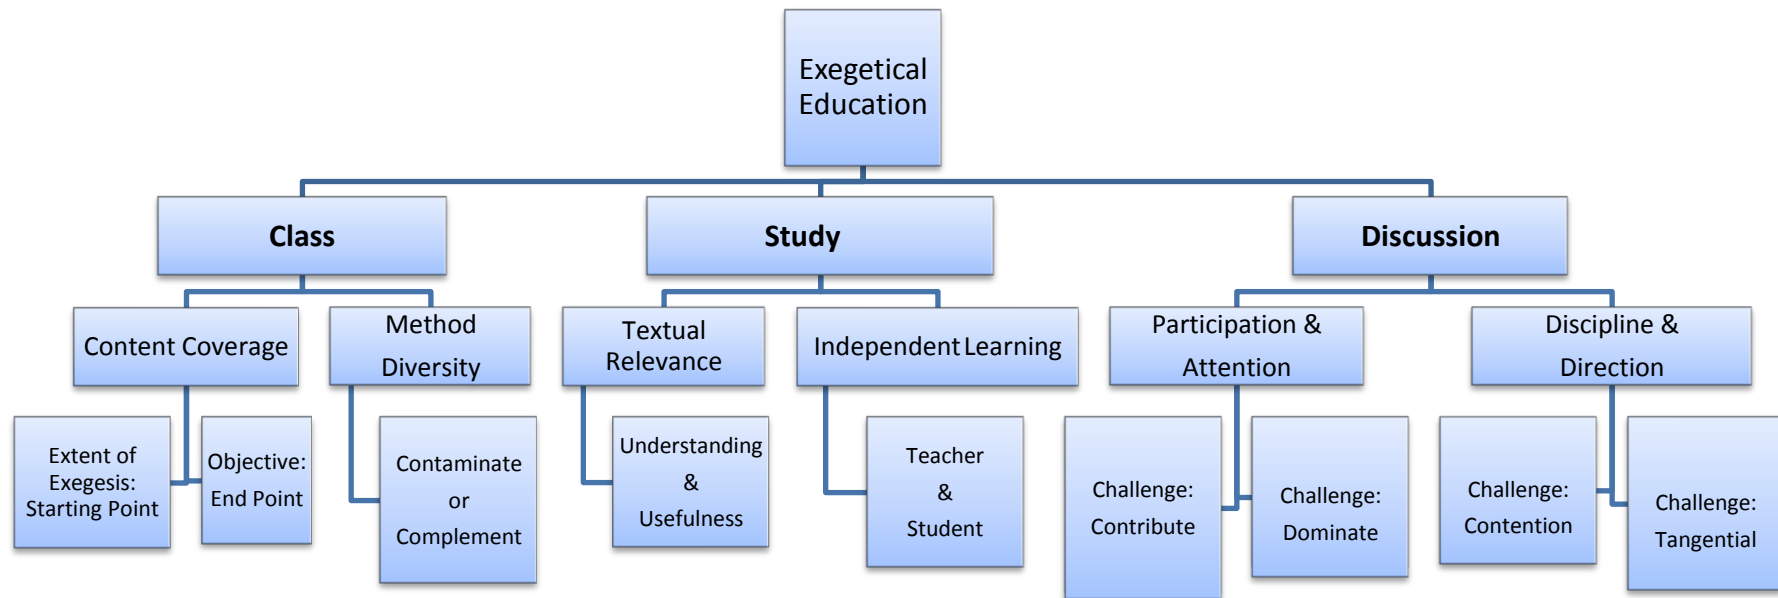 Exegetical
Education
Class
Study
Discussion
Content Coverage
Method
Diversity
Textual
Relevance
Independent Learning
Participation &
Attention
Discipline &
Direction
Extent of
Exegesis:
Starting Point
Objective:
End Point
Contaminate
or
Complement
Understanding
&
Usefulness
Teacher
&
Student
Challenge:
Contribute
Challenge:
Dominate
Challenge:
Contention
Challenge:
Tangential